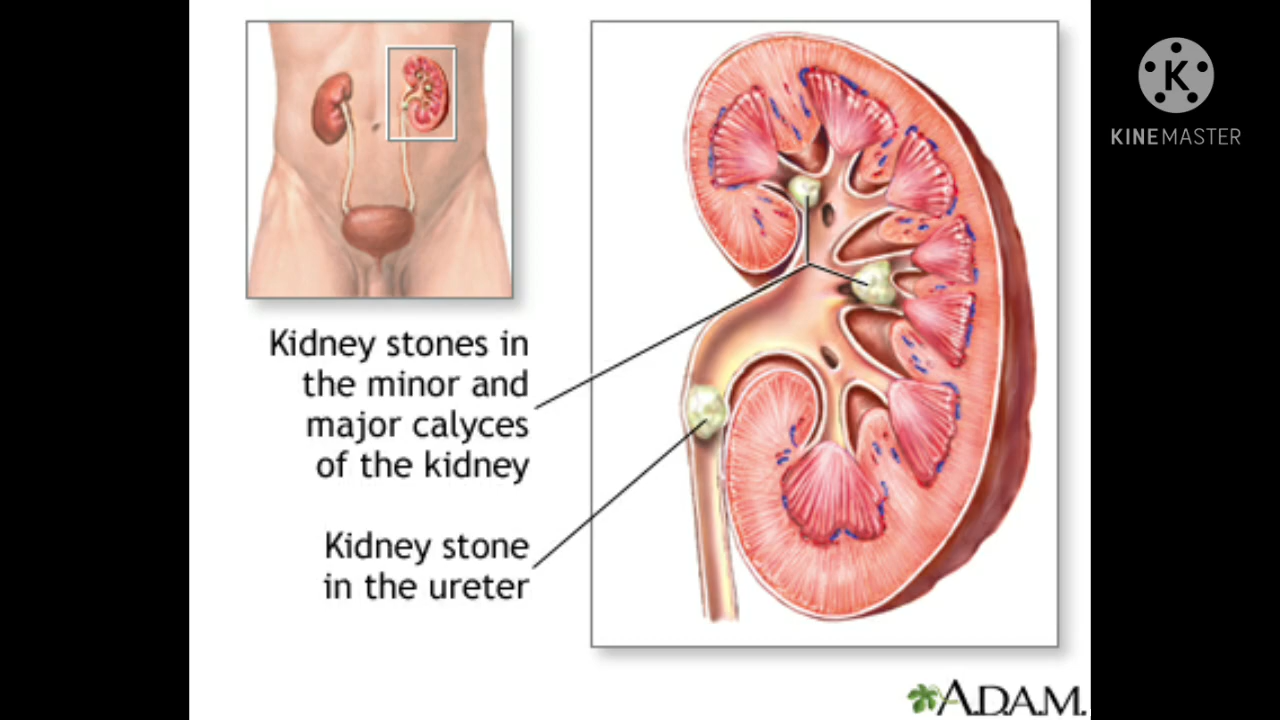 K
KINEMASTER
Kidney stones in
the minor and
major calyces
of the kidney
Kidney stone
in the ureter
A.D.A.M.